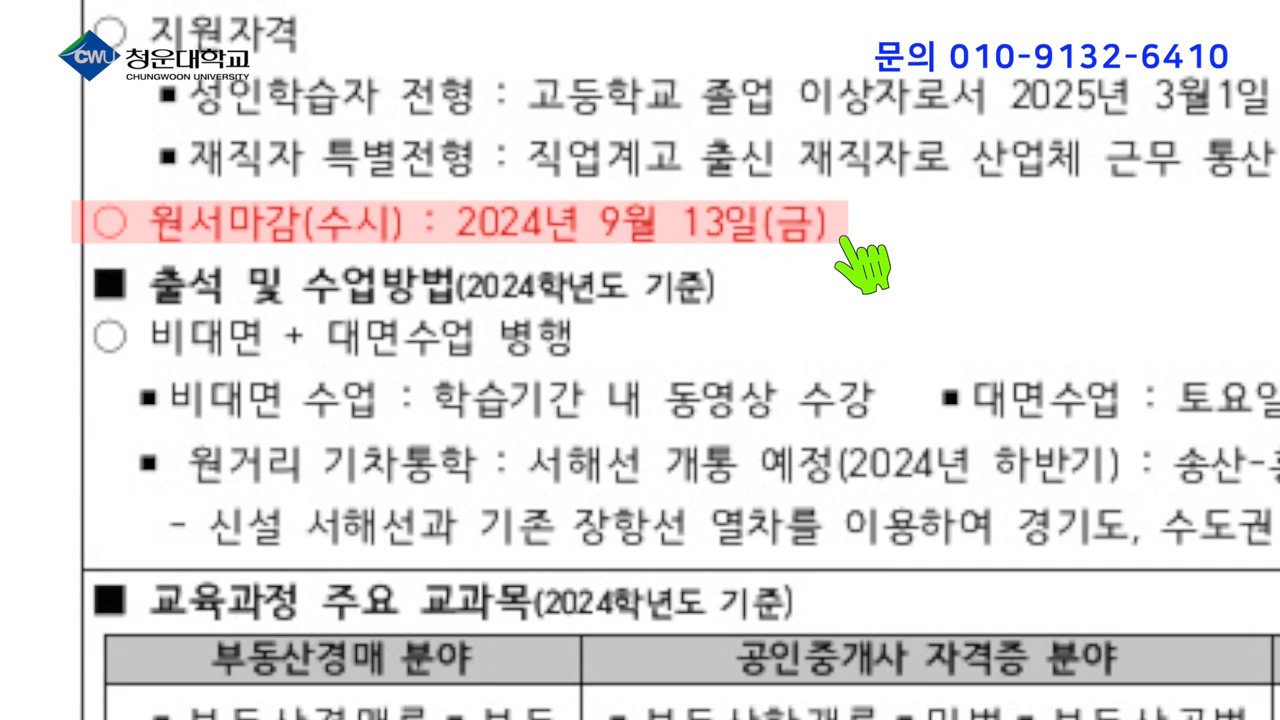 ○ 지원자격
CWU 청운대학교
CHUNGWOON UNIVERSITY
문의 010-9132-6410
▪성인학습자 전형 : 고등학교 졸업 이상자로서 2025년 3월1일
▪재직자 특별전형 : 직업계고 출신 재직자로 산업체 근무 통산
○ 원서마감(수시) : 2024년 9월 13일(금)
■ 출석 및 수업방법(2024학년도 기준)
○ 비대면 + 대면수업 병행
▪비대면 수업 : 학습기간 내 동영상 수강 ▪대면수업 : 토요일
▪ 원거리 기차통학 : 서해선 개통 예정(2024년 하반기) : 송산-
- 신설 서해선과 기존 장항선 열차를 이용하여 경기도, 수도권
■ 교육과정 주요 교과목(2024학년도 기준)
부동산경매 분야 공인중개사 자격증 분야